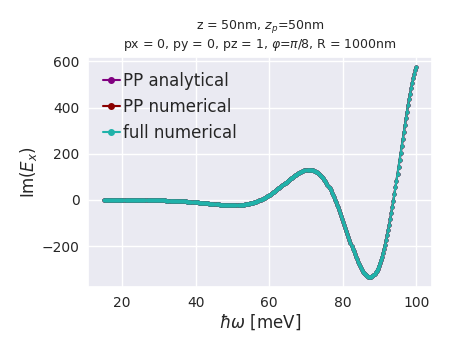 z = 50nm, $z_p$=50nm
px = 0, py = 0, pz = 1, φ=π/8, R = 1000nm
PP analytical
PP numerical
full numerical
600
400
200
0
−200
Im($E_x$)
20
40
60
80
100
ℏω [meV]